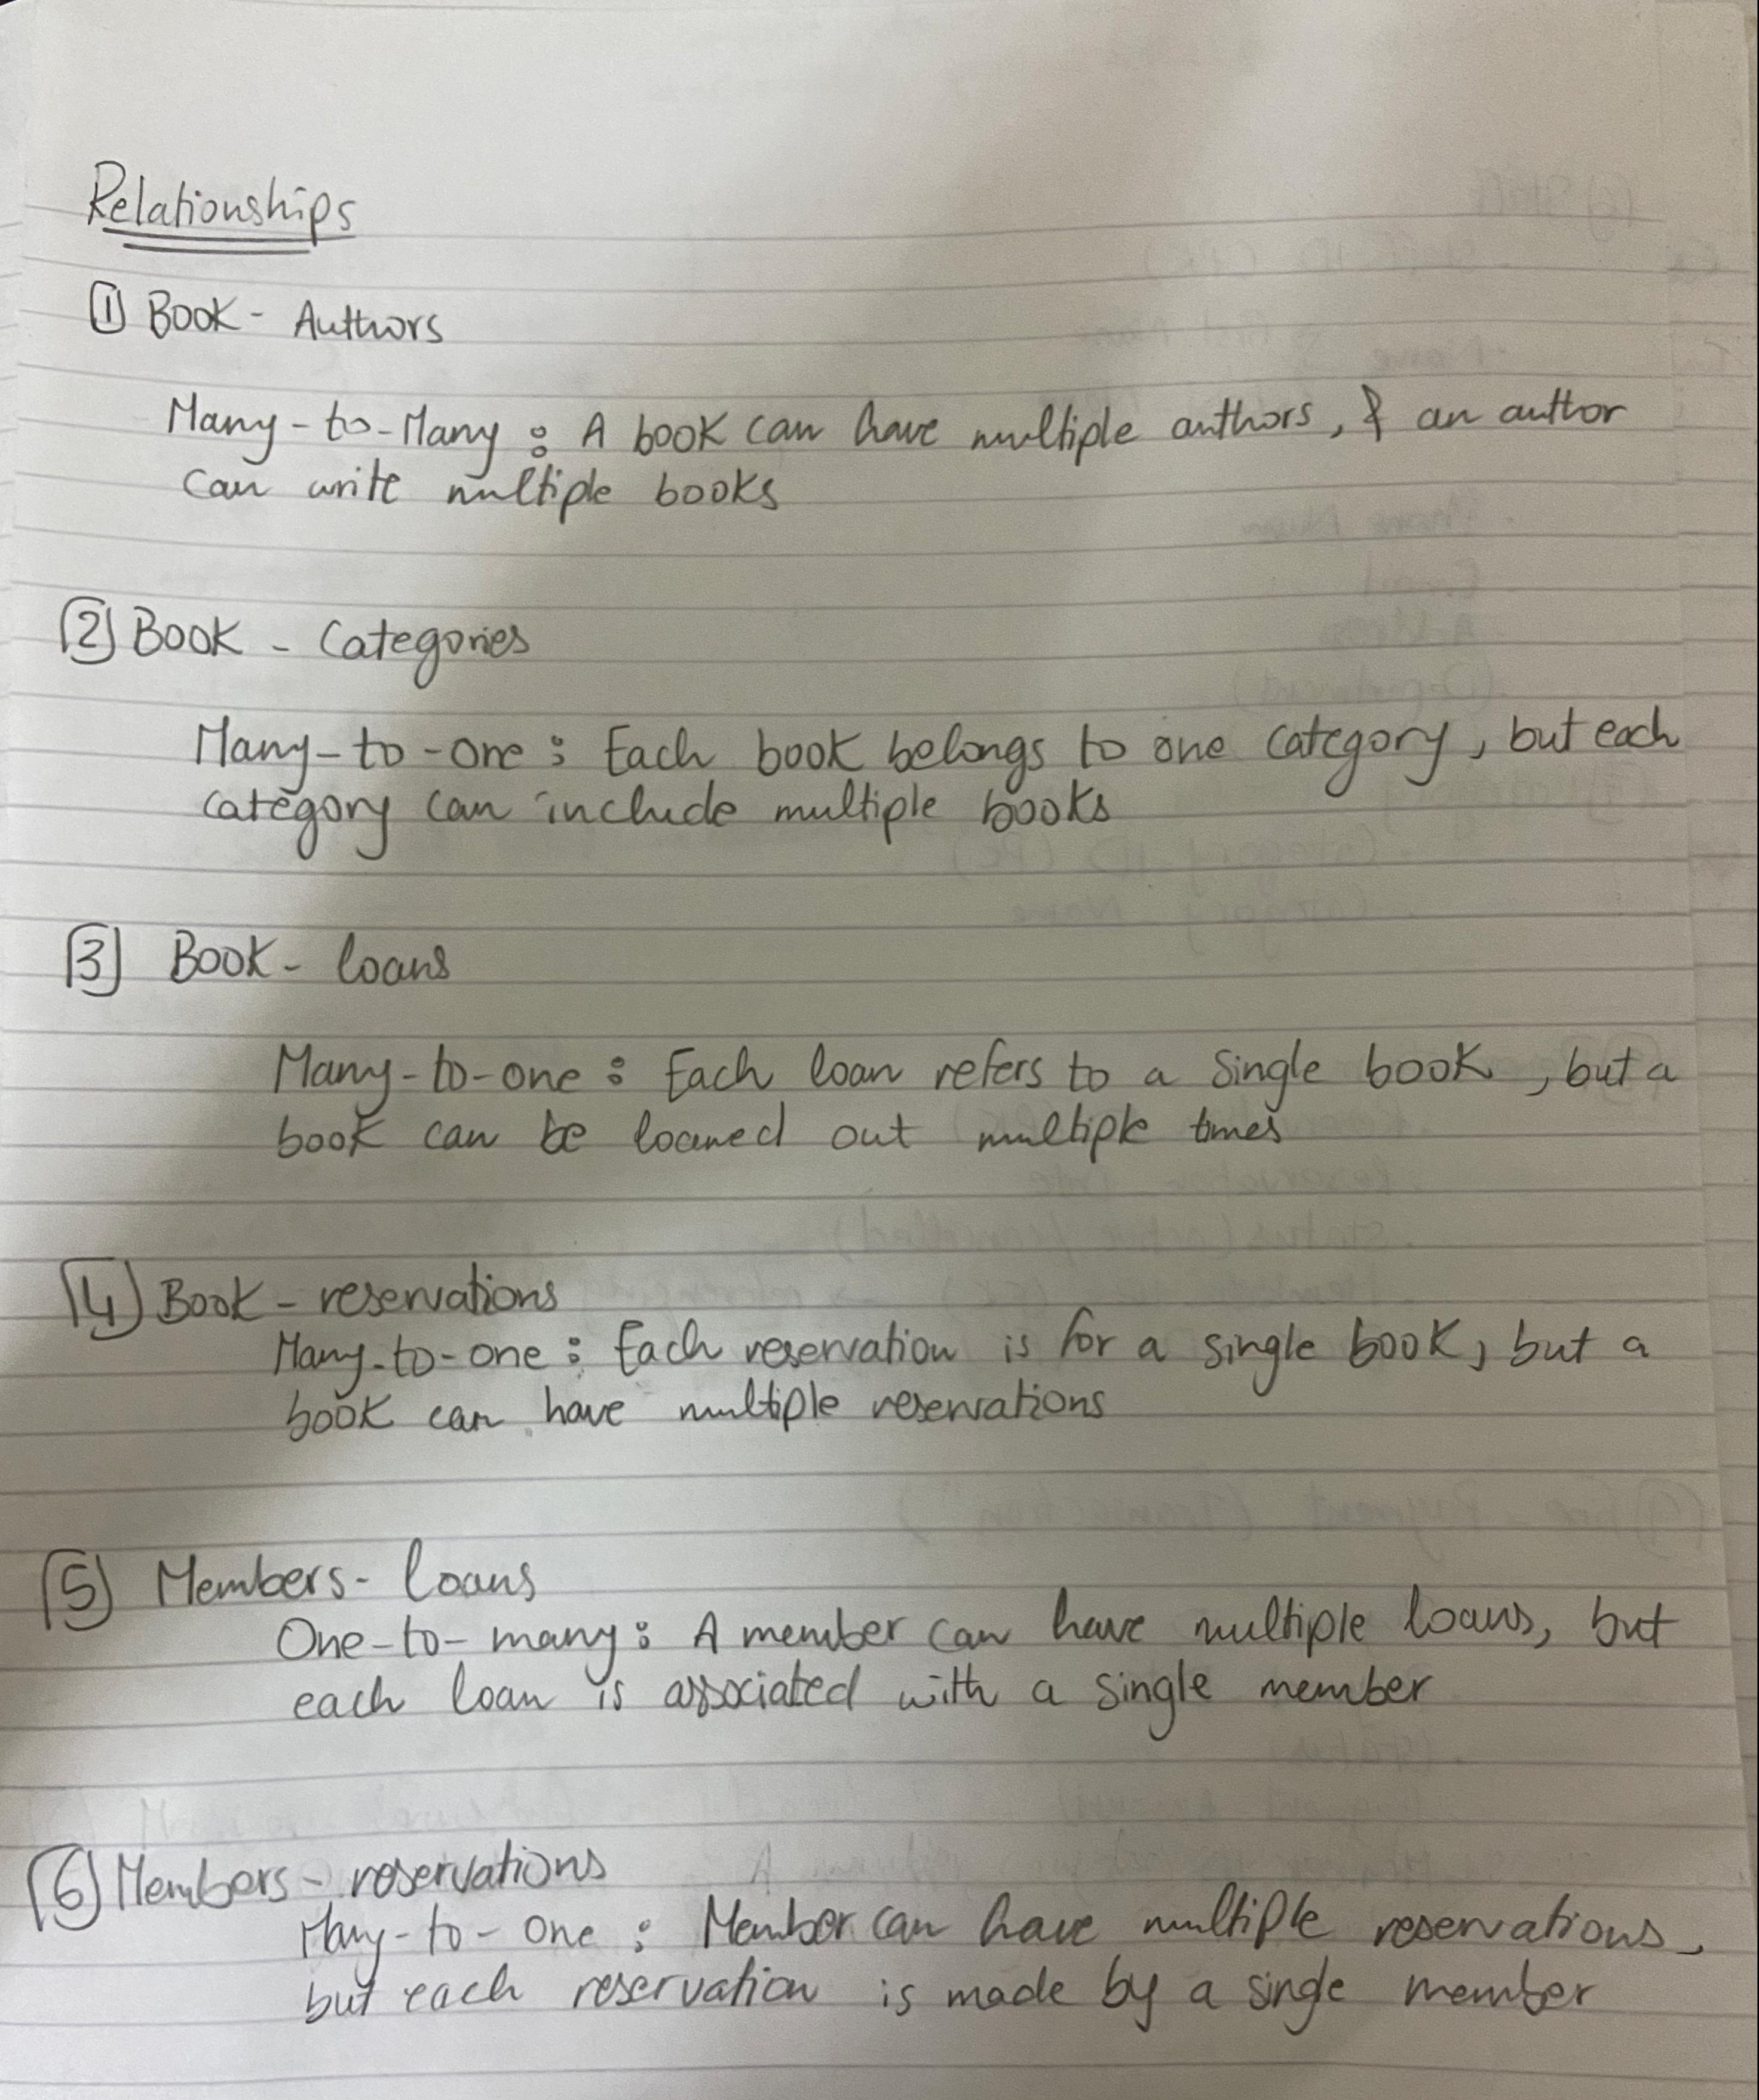 Relationships
1 Book - Authors
Many-to-Many : A book can have multiple authors, & an author
can write multiple books
2 Book - Categories
Many-to-one : Each book belongs to one category, but each
category can include multiple books
3 Book - loans
Many-to-one : Each loan refers to a single book, but a
book can be loaned out multiple times
4 Book - reservations
Many-to-one : Each reservation is for a single book, but a
book can have multiple reservations
5 Members - loans
One-to-many : A member can have multiple loans, but
each loan is associated with a single member
6 Members - reservations
Many-to-One : Member can have multiple reservations,
but each reservation is made by a single member